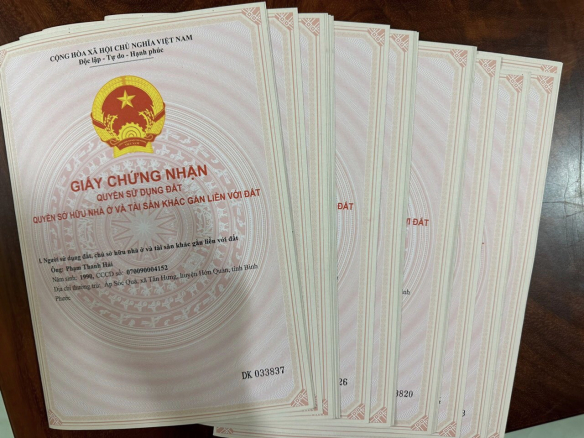 CỘNG HÒA XÃ HỘI CHỦ NGHĨA VIỆT NAM
Độc lập - Tự do - Hạnh phúc
GIẤY CHỨNG NHẬN
QUYỀN SỬ DỤNG ĐẤT
QUYỀN SỞ HỮU NHÀ Ở VÀ TÀI SẢN KHÁC GẮN LIỀN VỚI ĐẤT
I. Người sử dụng đất, chủ sở hữu nhà ở và tài sản khác gắn liền với đất
Ông: Phạm Thanh Hải
Năm sinh: 1990, CCCD số: 070090004152
Địa chỉ thường trú: Ấp Sóc Quả, xã Tân Hưng, huyện Hớn Quản, tỉnh Bình
Phước
DK 033837
ĐẤT
26
ĐẤT
3820
3